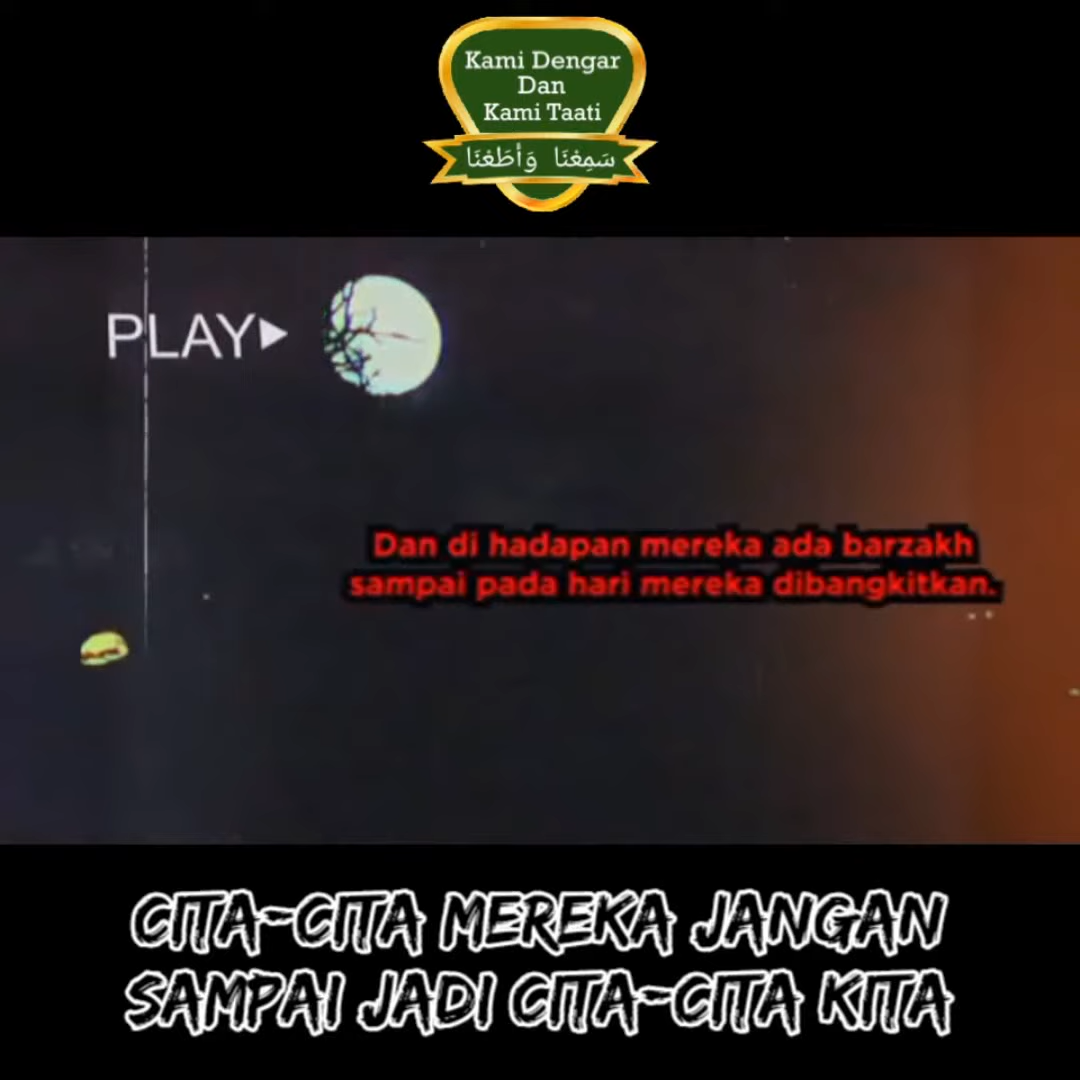 Kami Dengar
Dan
Kami Taati
سَمِعْنَا وَأَطَعْنَا
PLAY
Dan di hadapan mereka ada barzakh
sampai pada hari mereka dibangkitkan.
CITA-CITA MEREKA JANGAN
SAMPAI JADI CITA-CITA KITA